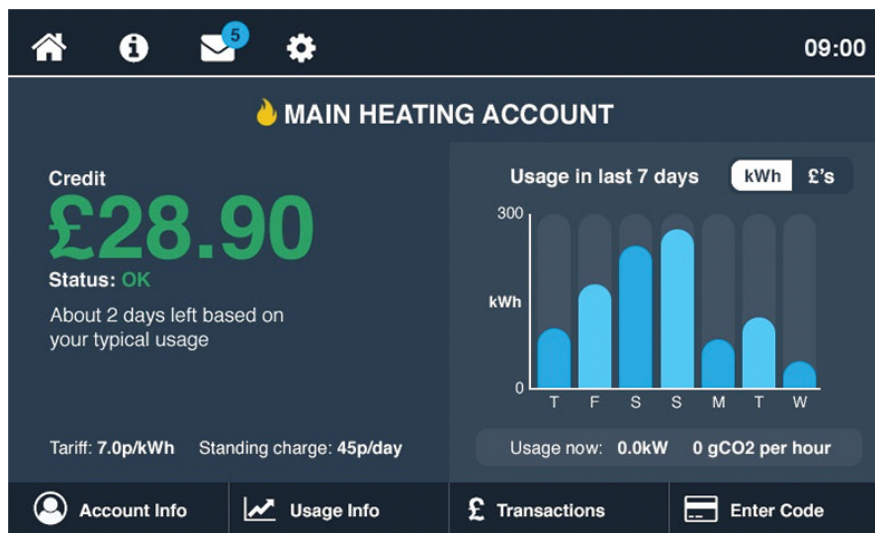 5
09:00
MAIN HEATING ACCOUNT
Credit
£28.90
Status: OK
About 2 days left based on
your typical usage
Tariff: 7.0p/kWh Standing charge: 45p/day
Usage in last 7 days kWh £'s
300
kWh
0
T F S S M T W
Usage now: 0.0kW 0 gCO2 per hour
Account Info Usage Info £ Transactions Enter Code